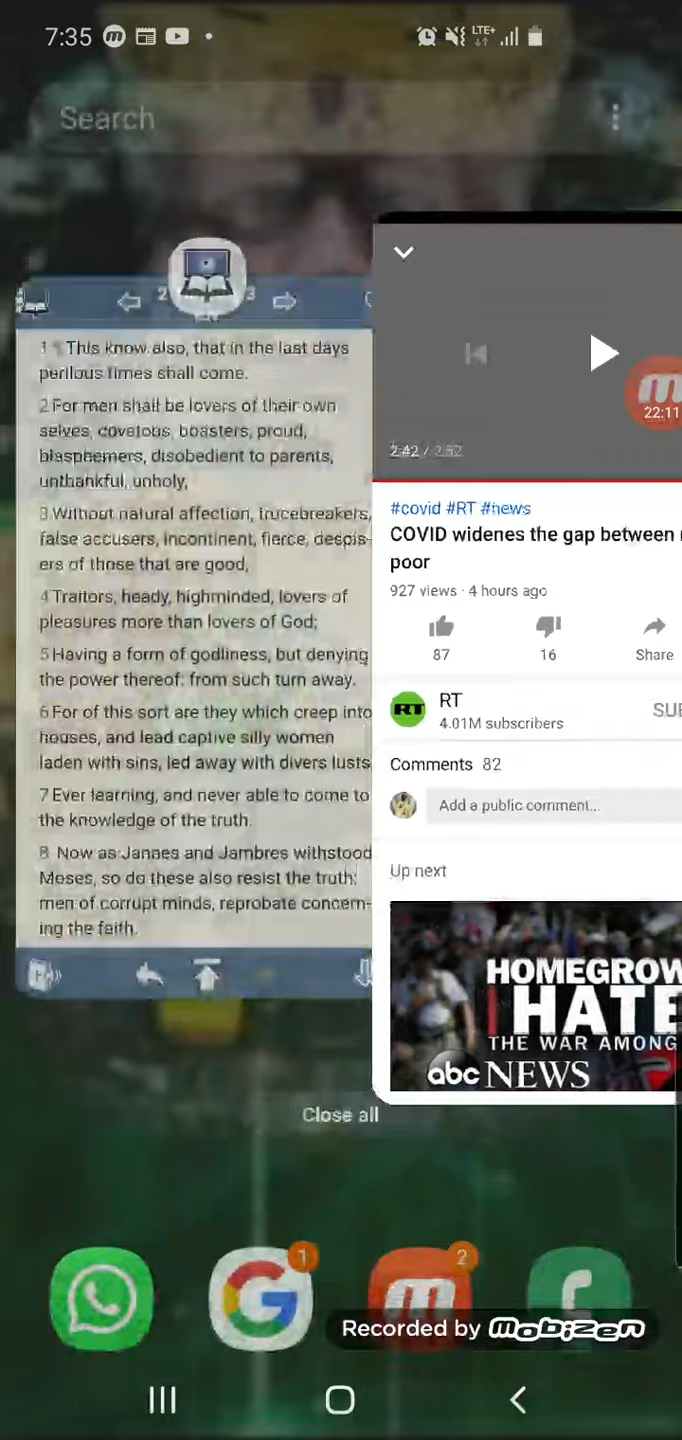 7:35
LTE+
Search
2
3
1 ¶ This know also, that in the last days
perilous times shall come.
2 For men shall be lovers of their own
selves, covetous, boasters, proud,
blasphemers, disobedient to parents,
unthankful, unholy,
3 Without natural affection, trucebreakers,
false accusers, incontinent, fierce, despis-
ers of those that are good,
4 Traitors, heady, highminded, lovers of
pleasures more than lovers of God;
5 Having a form of godliness, but denying
the power thereof: from such turn away.
6 For of this sort are they which creep into
houses, and lead captive silly women
laden with sins, led away with divers lusts
7 Ever learning, and never able to come to
the knowledge of the truth.
8 Now as Jannes and Jambres withstood
Moses, so do these also resist the truth:
men of corrupt minds, reprobate concern-
ing the faith.
22:11
2:42 / 2:52
#covid #RT #news
COVID widenes the gap between
poor
927 views · 4 hours ago
87
16
Share
RT
RT
SUB
4.01M subscribers
Comments 82
Add a public comment...
Up next
HOMEGROW
HATE
THE WAR AMONG
abc NEWS
Close all
1
2
Recorded by mobizen